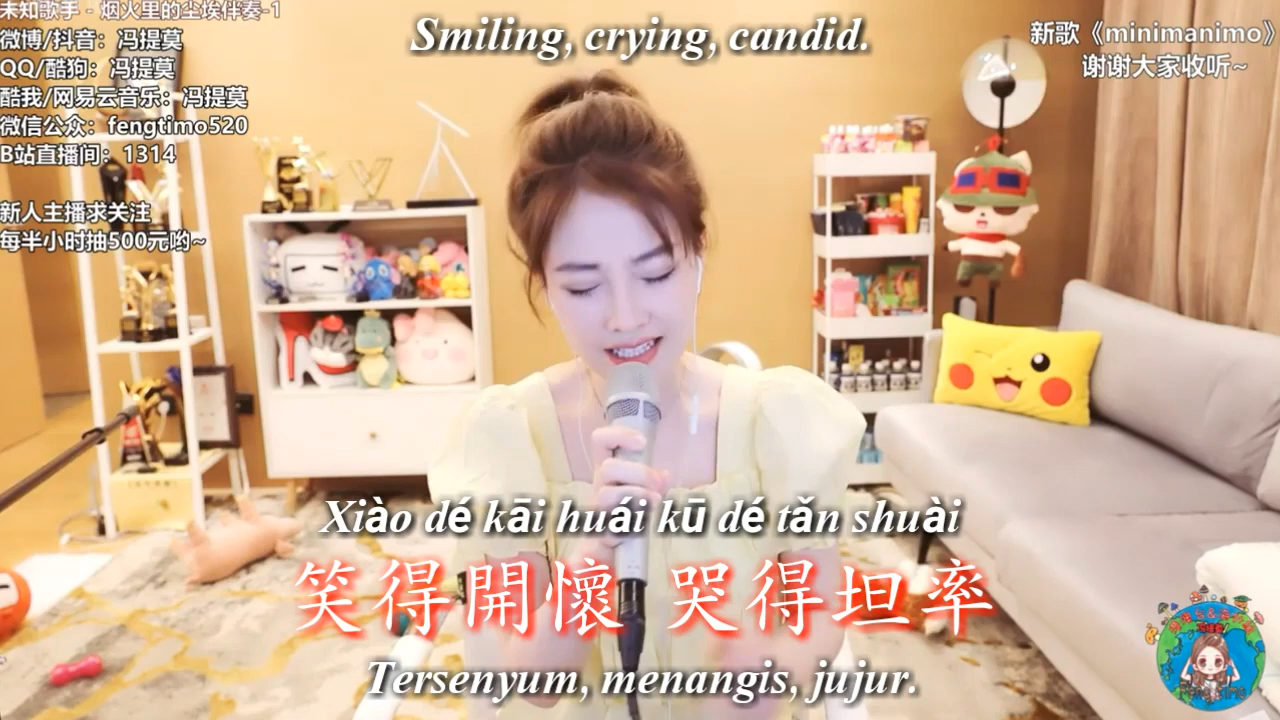 未知歌手 - 烟火里的尘埃伴奏-1
微博/抖音：冯提莫
QQ/酷狗：冯提莫
酷我/网易云音乐：冯提莫
微信公众：fengtimo520
B站直播间：1314
新人主播求关注
每半小时抽500元哟~
Smiling, crying, candid.
新歌《minimanimo》
谢谢大家收听~
Xiào dé kāi huái kū dé tǎn shuài
笑得開懷 哭得坦率
Tersenyum, menangis, jujur.